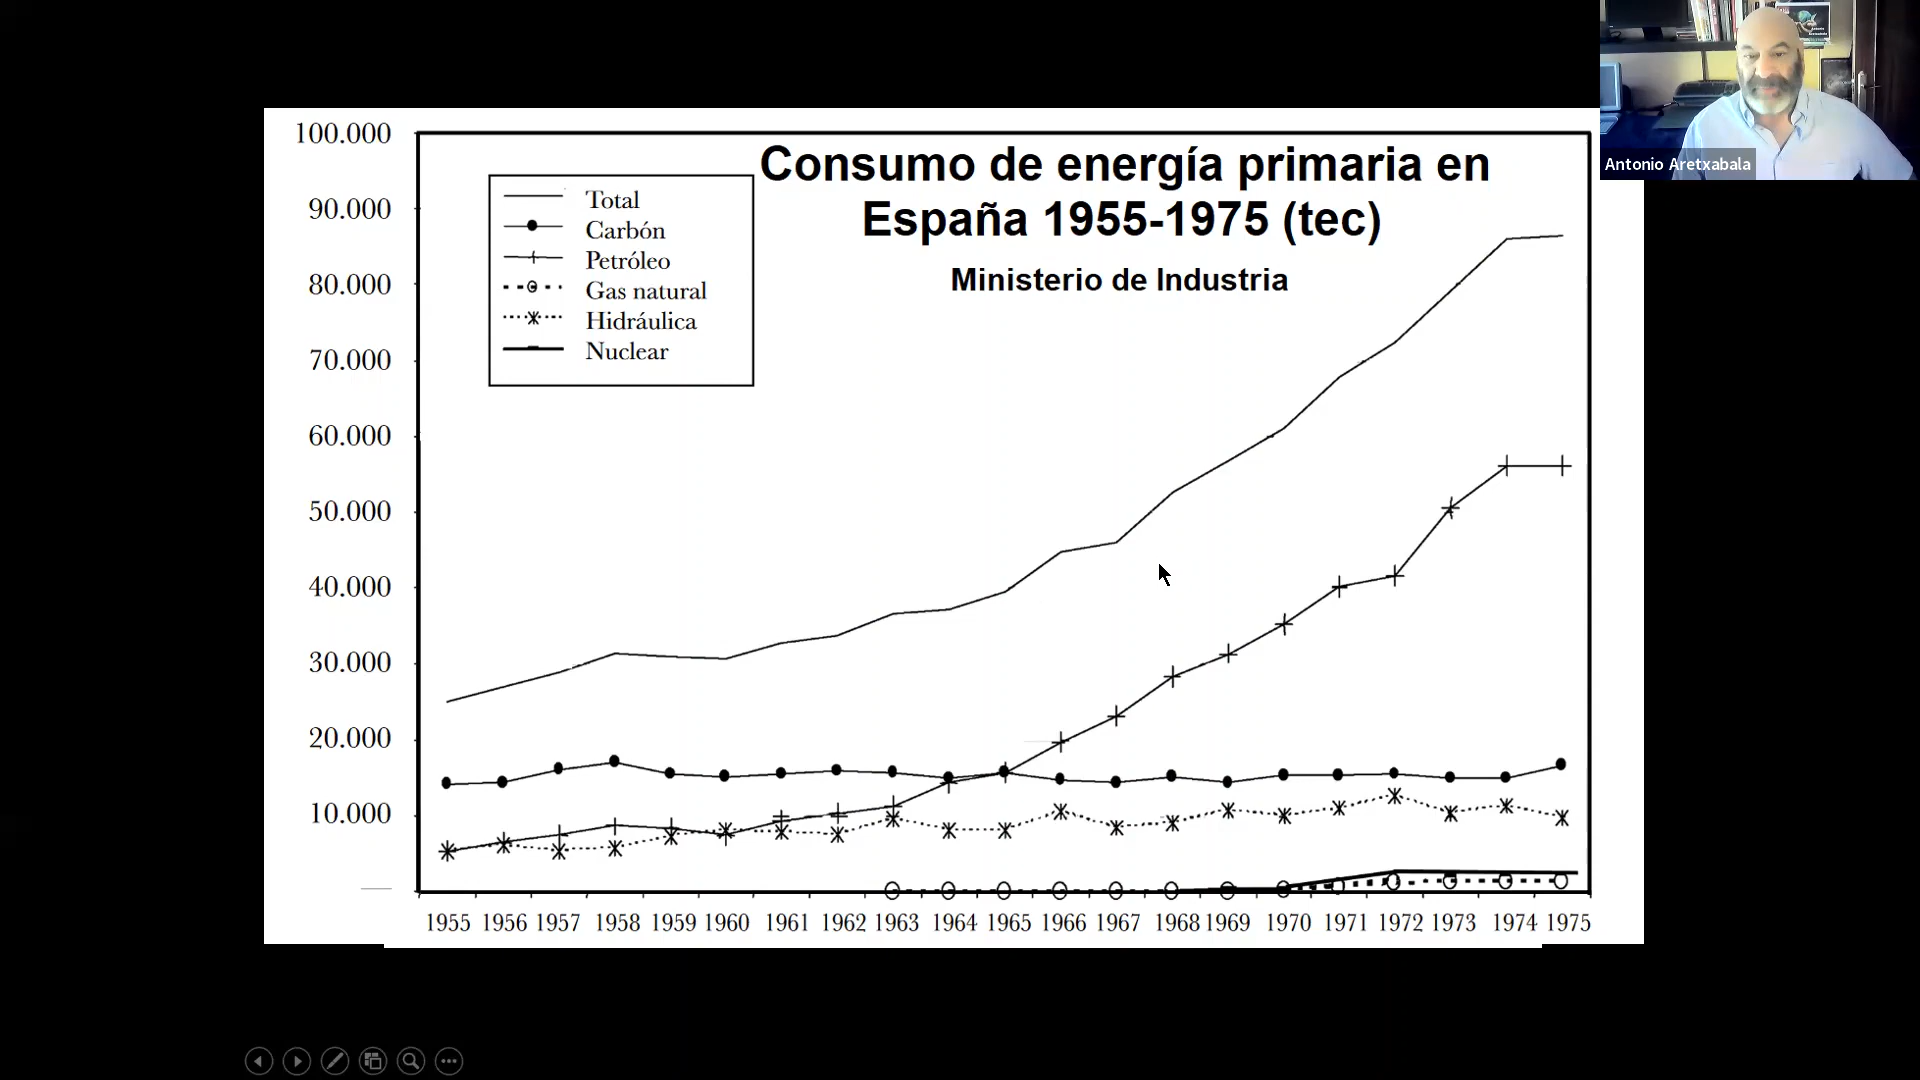 Antonio Aretxabala
Consumo de energía primaria en
España 1955-1975 (tec)
Ministerio de Industria
Total
Carbón
Petróleo
Gas natural
Hidráulica
Nuclear
100.000
90.000
80.000
70.000
60.000
50.000
40.000
30.000
20.000
10.000
1955 1956 1957 1958 1959 1960 1961 1962 1963 1964 1965 1966 1967 1968 1969 1970 1971 1972 1973 1974 1975